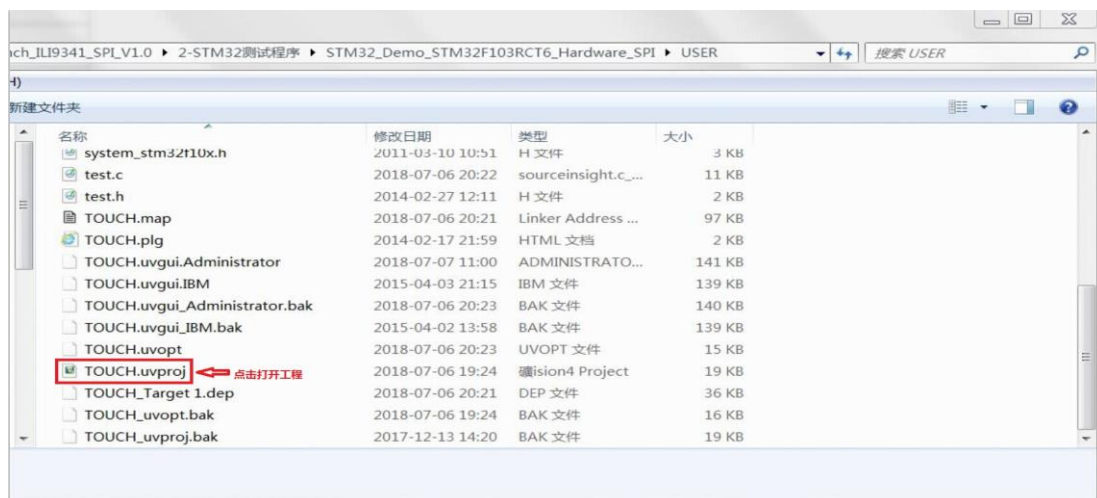 nch_ILI9341_SPI_V1.0 ▸ 2-STM32测试程序 ▸ STM32_Demo_STM32F103RCT6_Hardware_SPI ▸ USER 搜索 USER
H)
新建文件夹
名称 修改日期 类型 大小
system_stm32f10x.h 2011-03-10 10:51 H 文件 3 KB
test.c 2018-07-06 20:22 sourceinsight.c_... 11 KB
test.h 2014-02-27 12:11 H 文件 2 KB
TOUCH.map 2018-07-06 20:21 Linker Address ... 97 KB
TOUCH.plg 2014-02-17 21:59 HTML 文档 2 KB
TOUCH.uvgui.Administrator 2018-07-07 11:00 ADMINISTRATO... 141 KB
TOUCH.uvgui.IBM 2015-04-03 21:15 IBM 文件 139 KB
TOUCH.uvgui_Administrator.bak 2018-07-06 20:23 BAK 文件 140 KB
TOUCH.uvgui_IBM.bak 2015-04-02 13:58 BAK 文件 139 KB
TOUCH.uvopt 2018-07-06 20:23 UVOPT 文件 15 KB
TOUCH.uvproj 点击打开工程 2018-07-06 19:24 礦ision4 Project 19 KB
TOUCH_Target 1.dep 2018-07-06 20:21 DEP 文件 36 KB
TOUCH_uvopt.bak 2018-07-06 19:24 BAK 文件 16 KB
TOUCH_uvproj.bak 2017-12-13 14:20 BAK 文件 19 KB